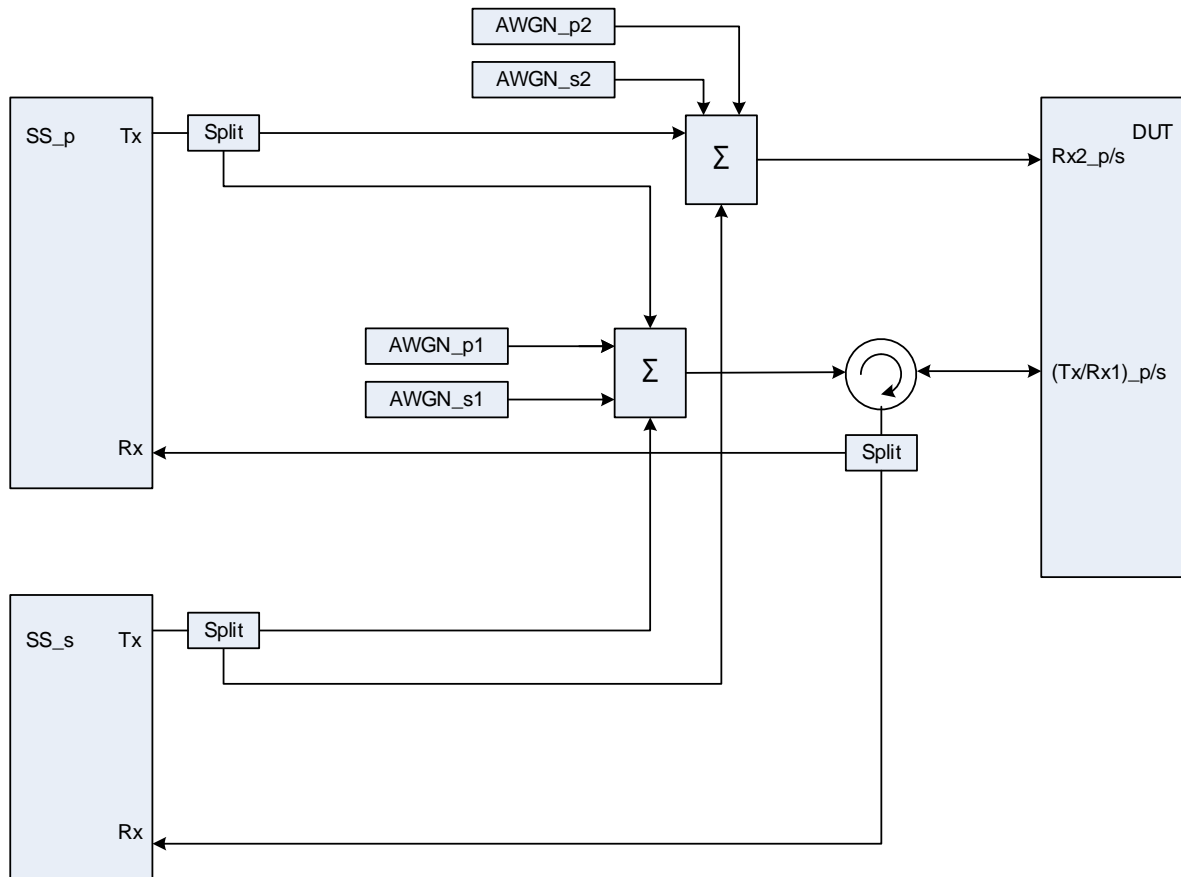 AWGN_p2
AWGN_s2
SS_p
Tx
Split
Σ
DUT
Rx2_p/s
AWGN_p1
AWGN_s1
Σ
(Tx/Rx1)_p/s
Rx
Split
SS_s
Tx
Split
Rx